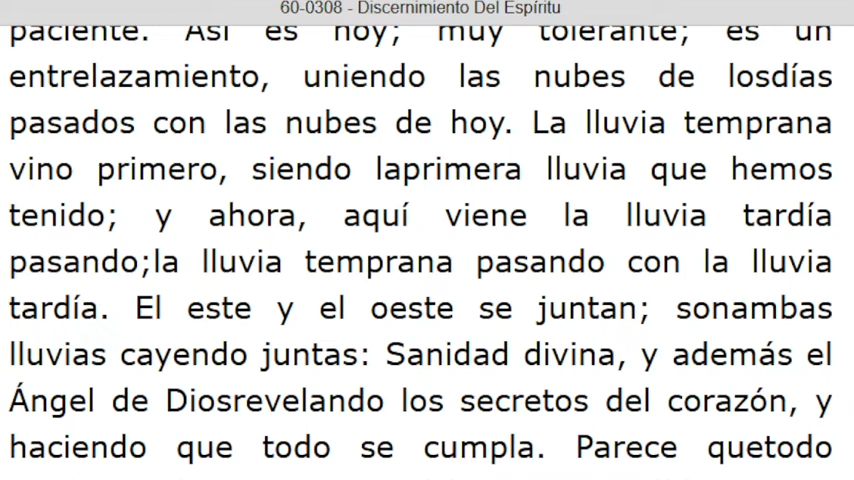 60-0308 - Discernimiento Del Espíritu
paciente. Así es hoy; muy tolerante; es un
entrelazamiento, uniendo las nubes de losdías
pasados con las nubes de hoy. La lluvia temprana
vino primero, siendo laprimera lluvia que hemos
tenido; y ahora, aquí viene la lluvia tardía
pasando;la lluvia temprana pasando con la lluvia
tardía. El este y el oeste se juntan; sonambas
lluvias cayendo juntas: Sanidad divina, y además el
Ángel de Diosrevelando los secretos del corazón, y
haciendo que todo se cumpla. Parece quetodo